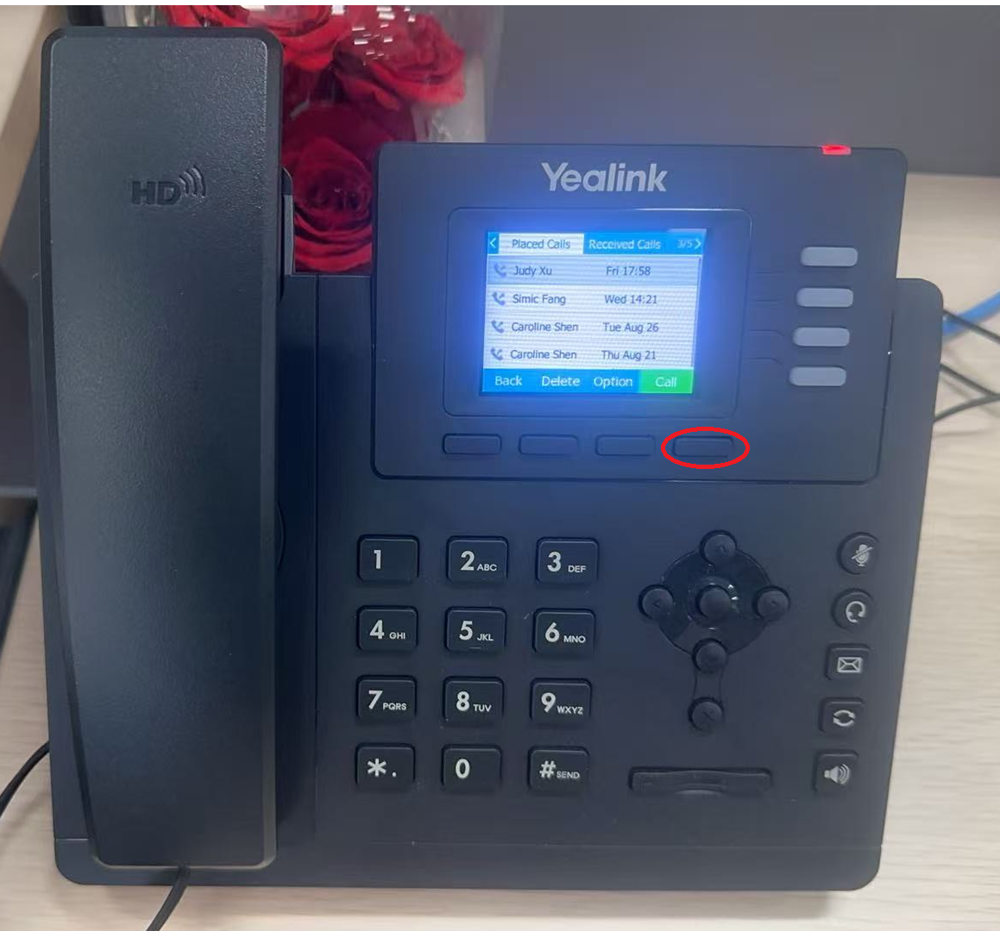 HD
Yealink
Placed Calls Received Calls 3/5
Judy Xu Fri 17:58
Simic Fang Wed 14:21
Caroline Shen Tue Aug 26
Caroline Shen Thu Aug 21
Back Delete Option Call
1 2 ABC 3 DEF
4 GHI 5 JKL 6 MNO
7 PQRS 8 TUV 9 WXYZ
*. 0 # SEND